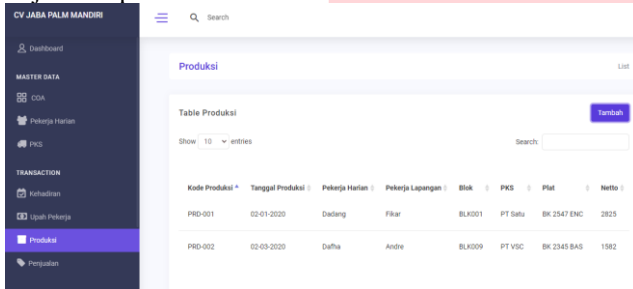 CV JABA PALM MANDIRI
Search
Dashboard
MASTER DATA
COA
Pekerja Harian
PKS
TRANSACTION
Kehadiran
Upah Pekerja
Produksi
Penjualan
Produksi List
Table Produksi Tambah
Show 10 entries Search:
Kode Produksi Tanggal Produksi Pekerja Harian Pekerja Lapangan Blok PKS Plat Netto
PRD-001 02-01-2020 Dadang Fikar BLK001 PT Satu BK 2547 ENC 2825
PRD-002 02-03-2020 Dafha Andre BLK009 PT VSC BK 2345 BAS 1582